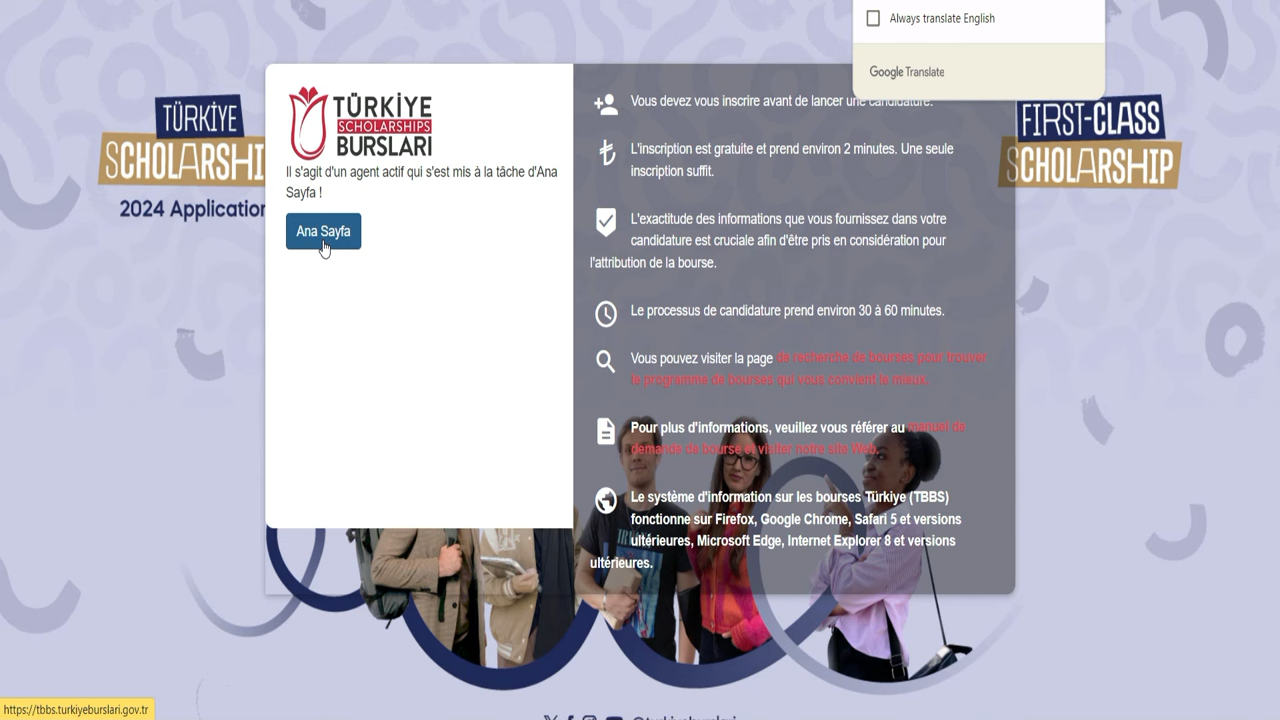 Always translate English
Google Translate
TÜRKİYE
SCHOLARSHI
2024 Application
FIRST-CLASS
SCHOLARSHIP
TÜRKİYE
SCHOLARSHIPS
BURSLARI
Il s'agit d'un agent actif qui s'est mis à la tâche d'Ana
Sayfa !
Ana Sayfa
Vous devez vous inscrire avant de lancer une candidature.
L'inscription est gratuite et prend environ 2 minutes. Une seule
inscription suffit.
L'exactitude des informations que vous fournissez dans votre
candidature est cruciale afin d'être pris en considération pour
l'attribution de la bourse.
Le processus de candidature prend environ 30 à 60 minutes.
Vous pouvez visiter la page de recherche de bourses pour trouver
le programme de bourses qui vous convient le mieux.
Pour plus d'informations, veuillez vous référer au manuel de
demande de bourse et visiter notre site Web.
Le système d'information sur les bourses Türkiye (TBBS)
fonctionne sur Firefox, Google Chrome, Safari 5 et versions
ultérieures, Microsoft Edge, Internet Explorer 8 et versions
ultérieures.
https://tbbs.turkiyeburslari.gov.tr